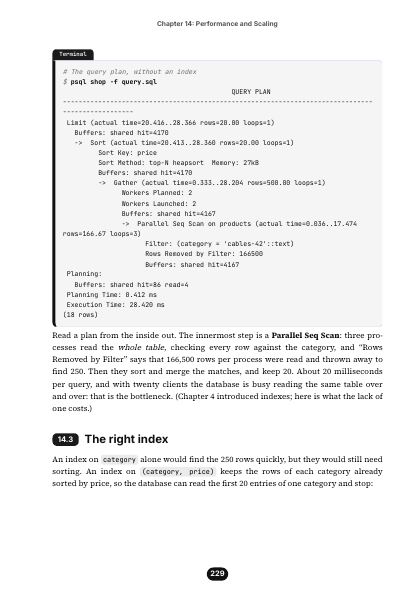 Chapter 14: Performance and Scaling
Terminal
# The query plan, without an index
$ psql shop -f query.sql
QUERY PLAN
--------------------------------------------------------------------------------
------------------
Limit (actual time=20.416..28.366 rows=20.00 loops=1)
Buffers: shared hit=4170
-> Sort (actual time=20.413..28.360 rows=20.00 loops=1)
Sort Key: price
Sort Method: top-N heapsort Memory: 27kB
Buffers: shared hit=4170
-> Gather (actual time=0.333..28.204 rows=500.00 loops=1)
Workers Planned: 2
Workers Launched: 2
Buffers: shared hit=4167
-> Parallel Seq Scan on products (actual time=0.036..17.474
rows=166.67 loops=3)
Filter: (category = 'cables-42'::text)
Rows Removed by Filter: 166500
Buffers: shared hit=4167
Planning:
Buffers: shared hit=86 read=4
Planning Time: 0.412 ms
Execution Time: 28.420 ms
(18 rows)
Read a plan from the inside out. The innermost is a Parallel Seq Scan: three pro-
cesses read the whole table, checking every row against the category, and “Rows
Removed by Filter” says that 166,500 rows per process were read and thrown away to
find 250. Then they sort and merge the matches, and keep 20. About 20 milliseconds
per query, and with twenty clients the database is busy reading the same table over
and over: that is the bottleneck. (Chapter 4 introduced indexes; here is what the lack of
one costs.)
14.3 The right index
An index on category alone would find the 250 rows quickly, but they would still need
sorting. An index on (category, price) keeps the rows of each category already
sorted by price, so the database can read the first 20 entries of one category and stop:
229